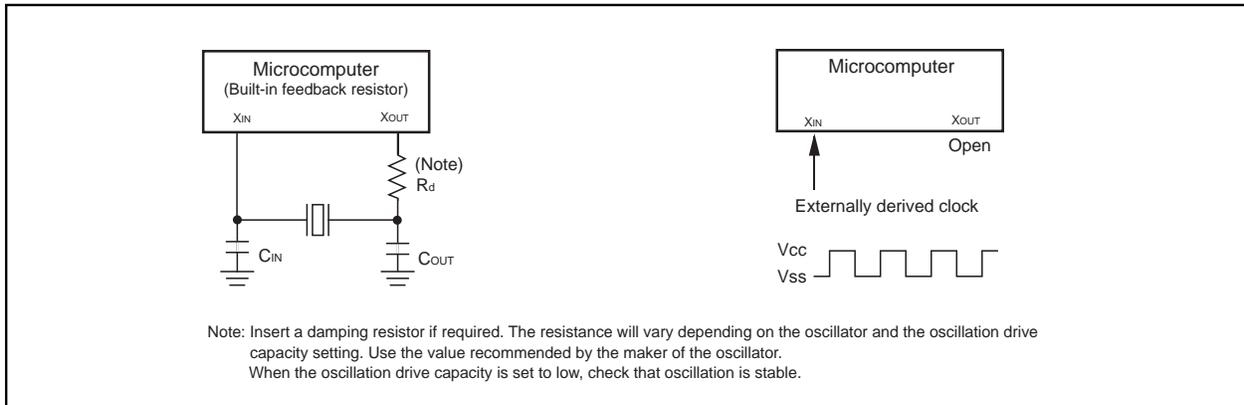 Microcomputer
(Built-in feedback resistor)
XIN XOUT
(Note)
Rd
CIN
COUT
Microcomputer
XIN XOUT
Open
Externally derived clock
Vcc
Vss
Note: Insert a damping resistor if required. The resistance will vary depending on the oscillator and the oscillation drive
capacity setting. Use the value recommended by the maker of the oscillator.
When the oscillation drive capacity is set to low, check that oscillation is stable.